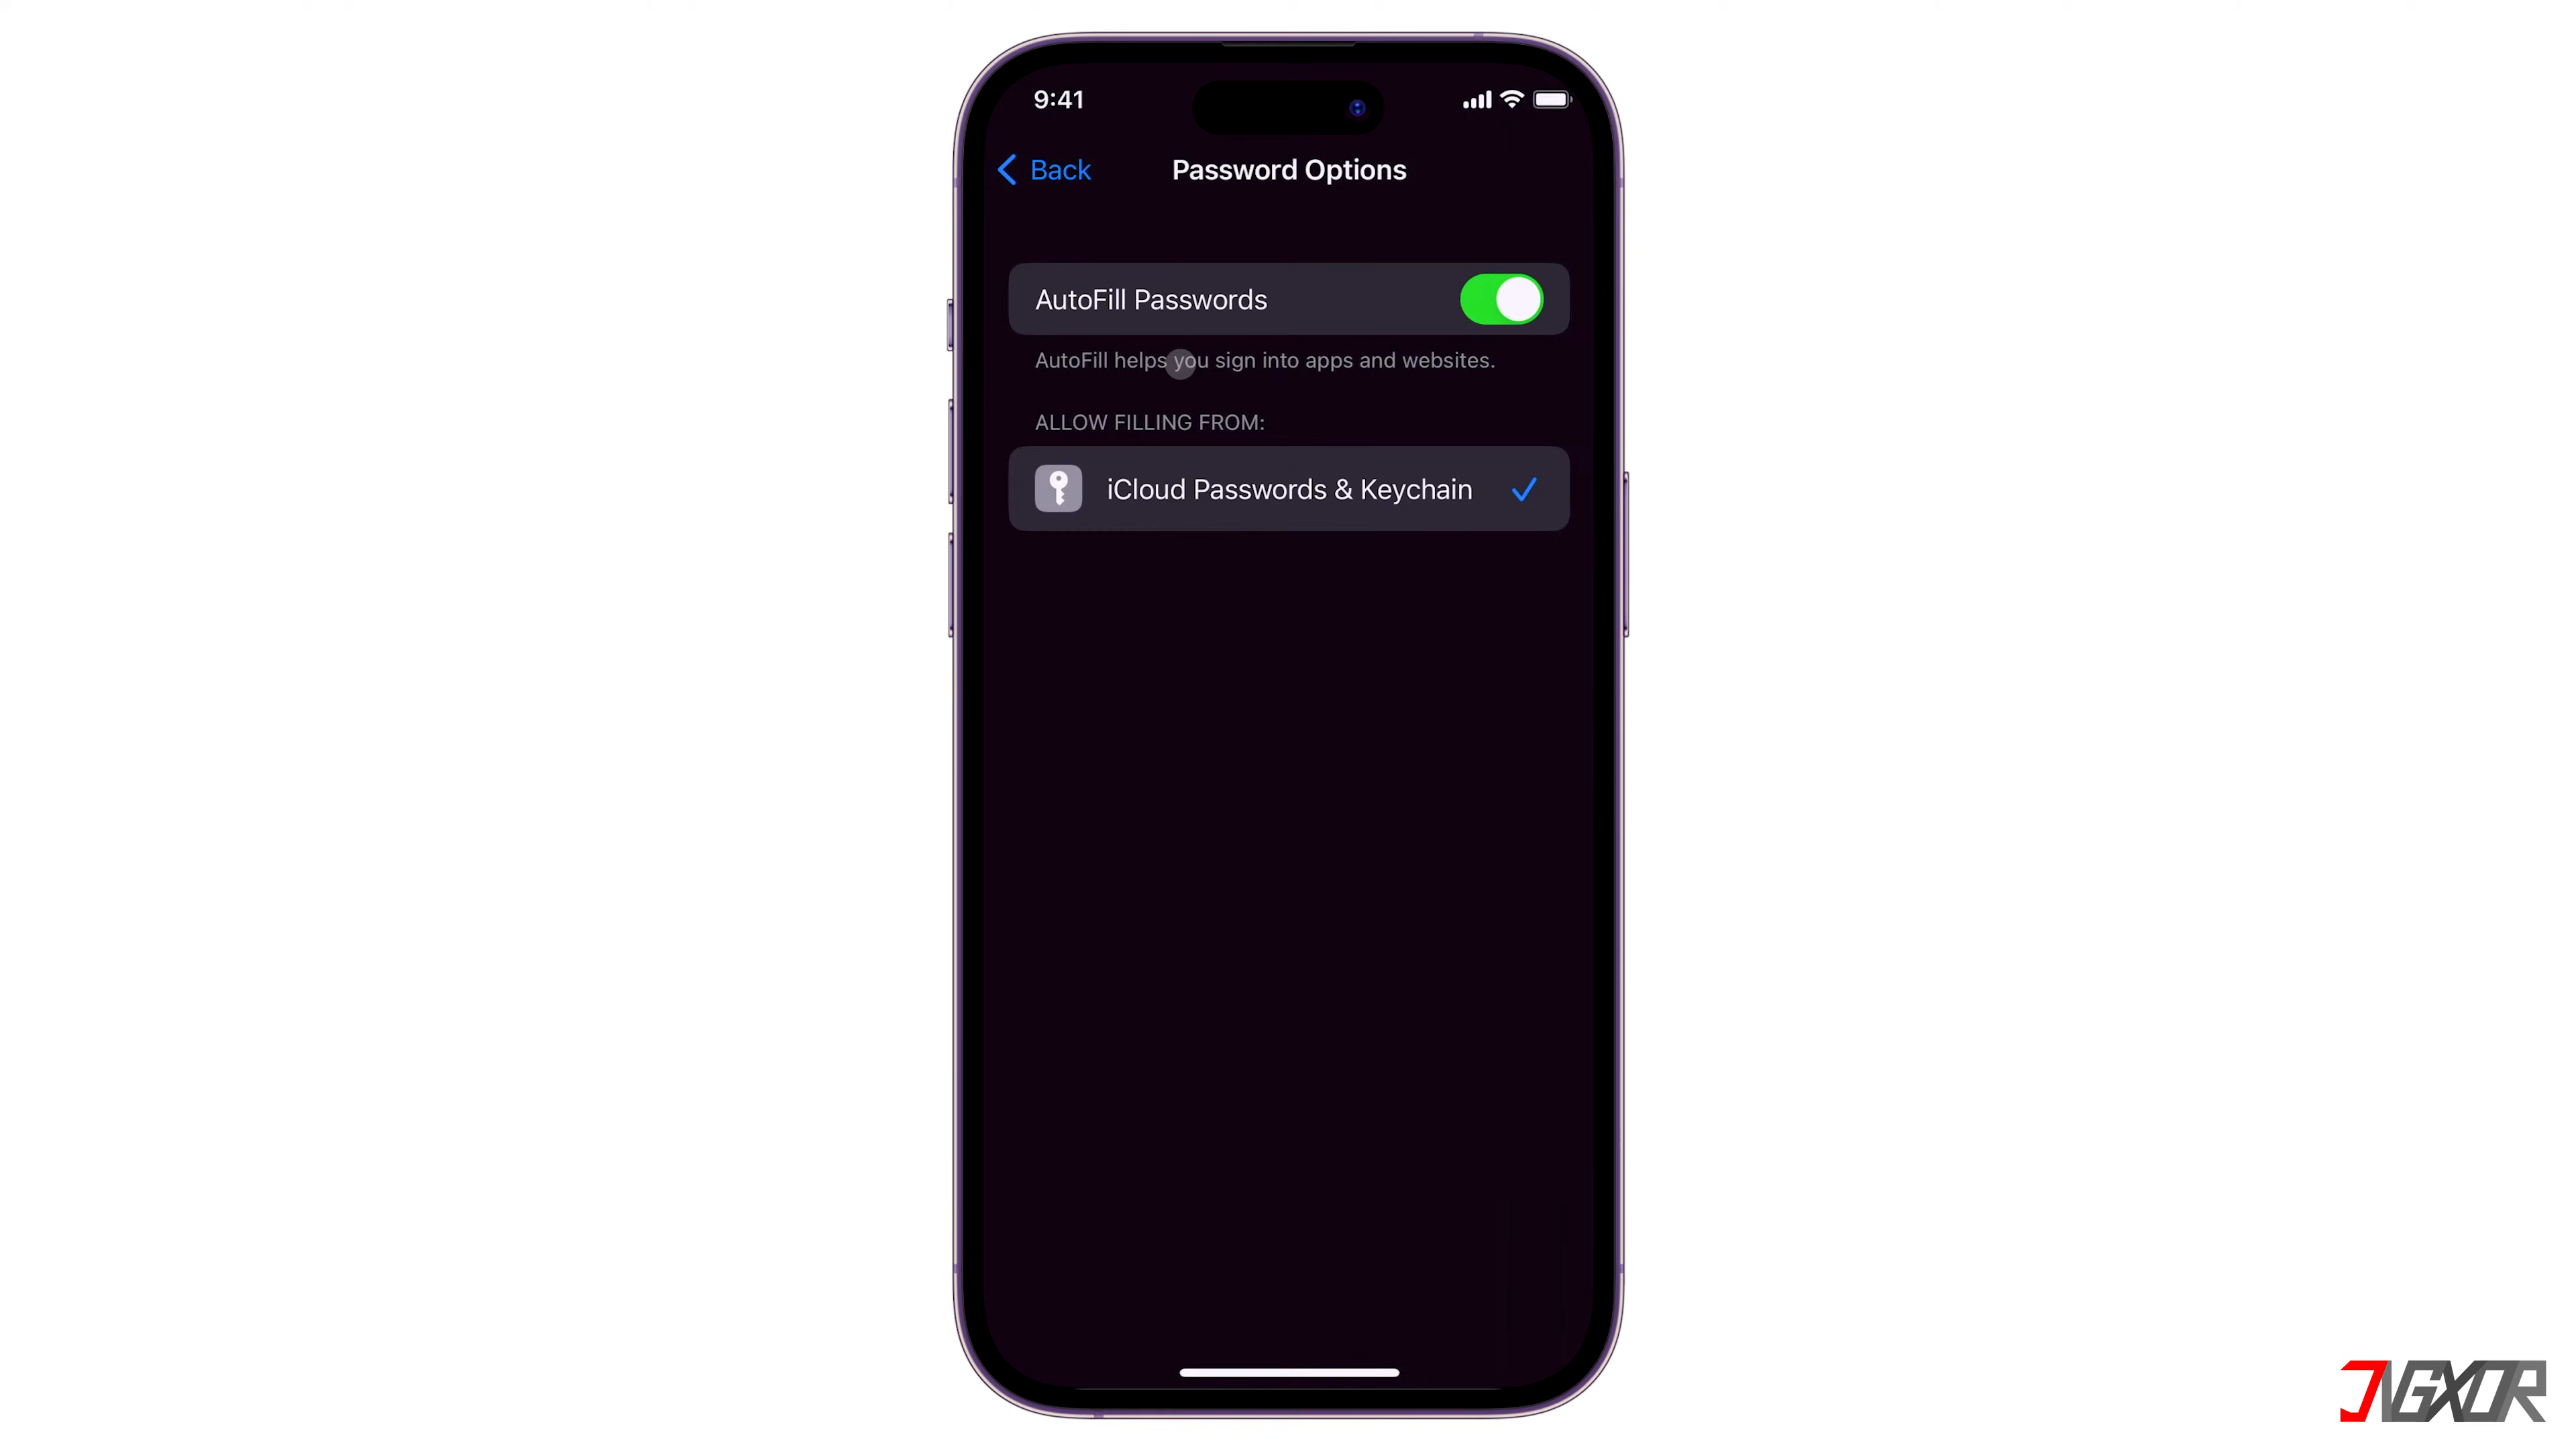 9:41
Back
Password Options
AutoFill Passwords
AutoFill helps you sign into apps and websites.
ALLOW FILLING FROM:
iCloud Passwords & Keychain
JNGXOR